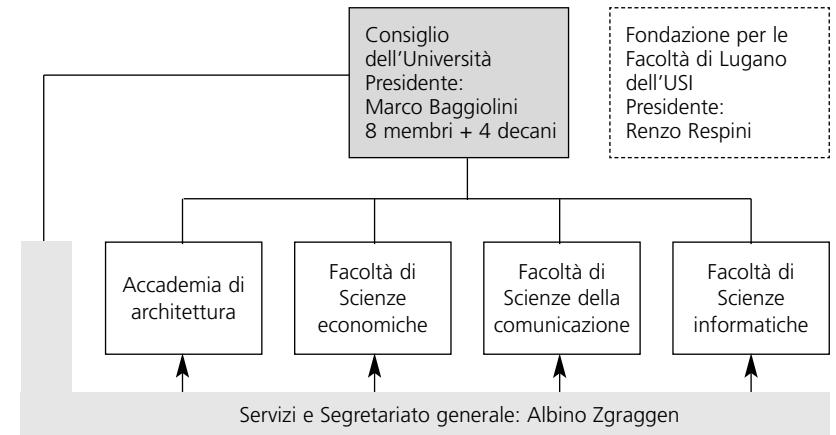 Consiglio
dell’Università
Presidente:
Marco Baggiolini
8 membri + 4 decani
Fondazione per le
Facoltà di Lugano
dell’USI
Presidente:
Renzo Respini
Accademia di
architettura
Facoltà di
Scienze
economiche
Facoltà di
Scienze della
comunicazione
Facoltà di
Scienze
informatiche
Servizi e Segretariato generale: Albino Zgraggen